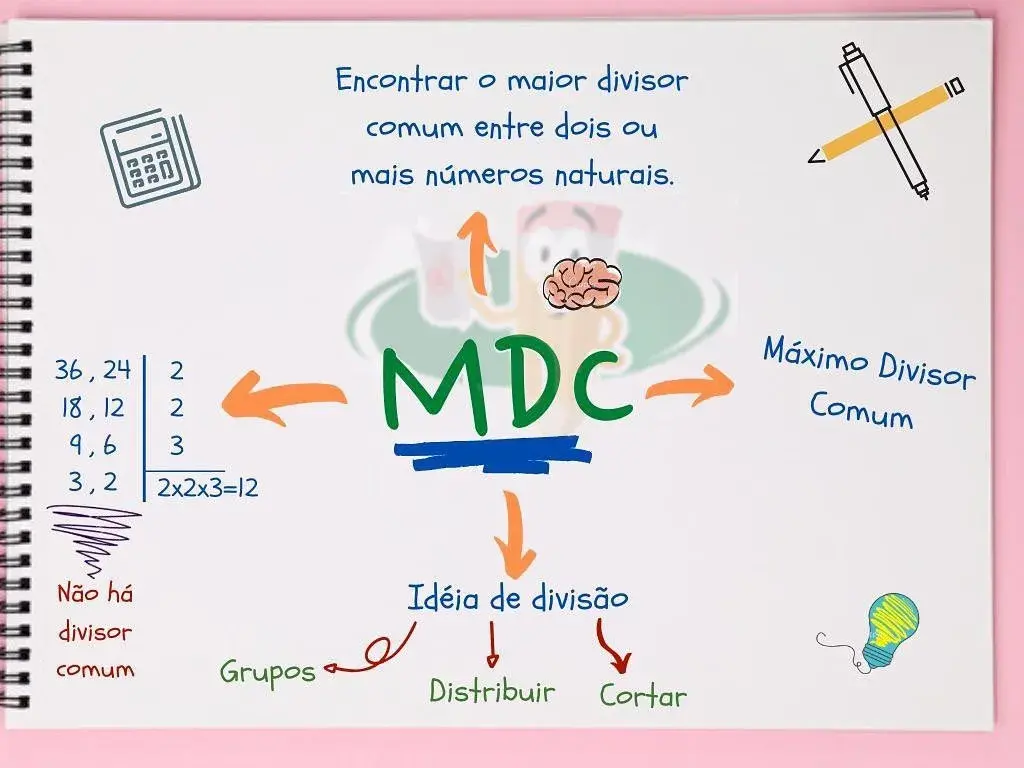 Encontrar o maior divisor
comum entre dois ou
mais números naturais.
MDC
Máximo Divisor
Comum
36, 24 | 2
18, 12 | 2
9, 6 | 3
3, 2 | 2x2x3=12
Não há
divisor
comum
Idéia de divisão
Grupos
Distribuir
Cortar